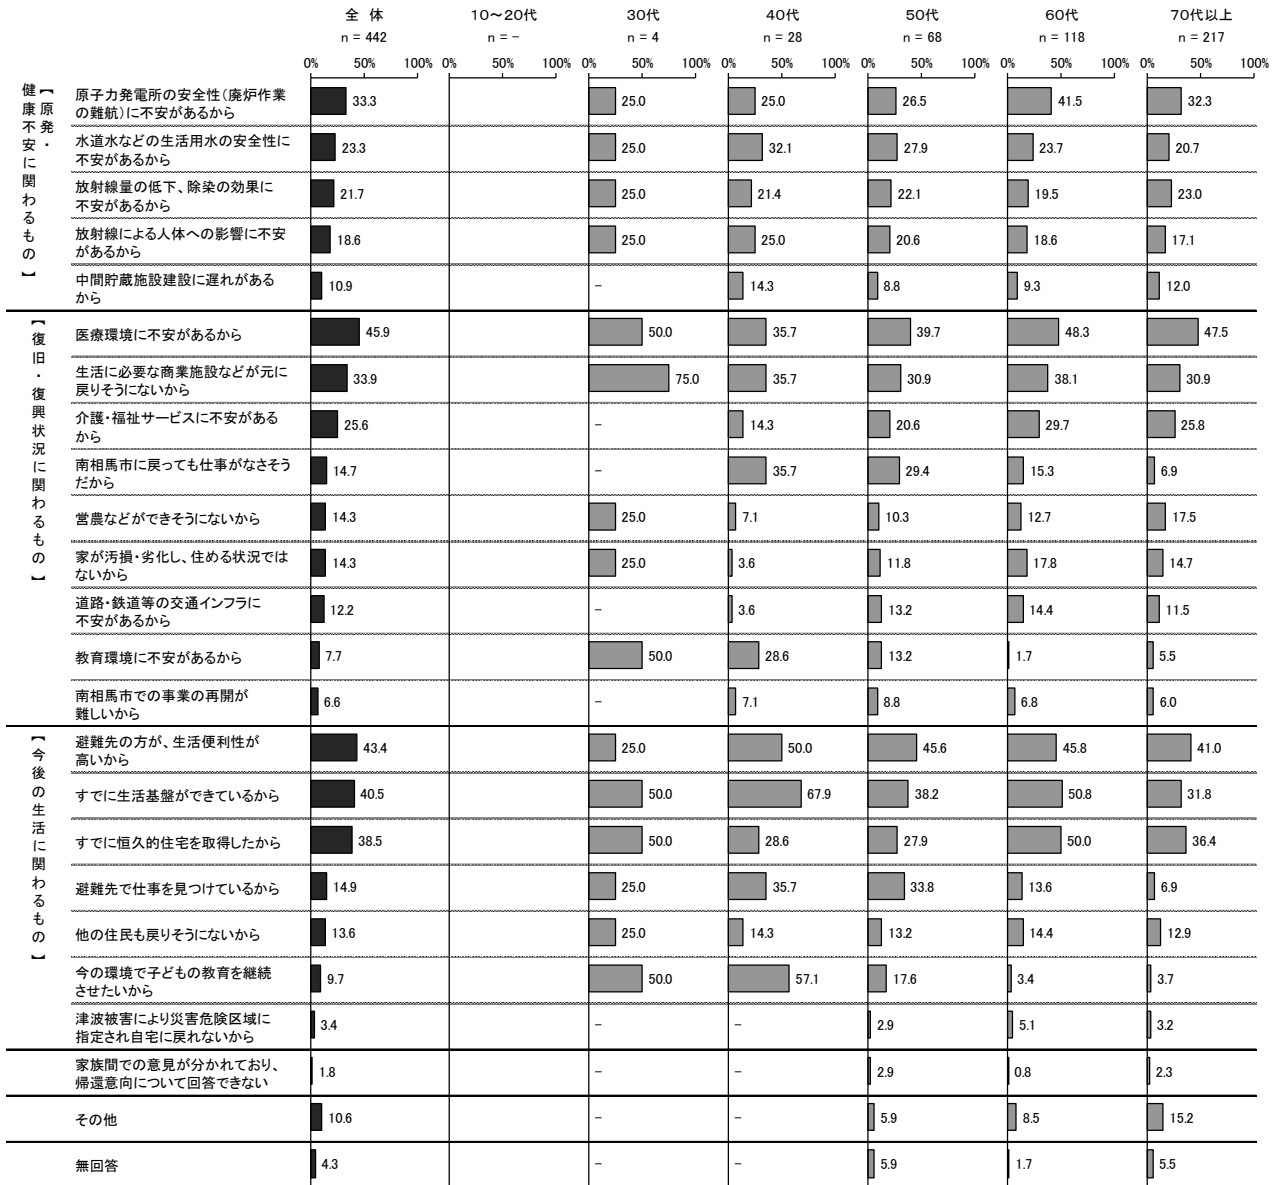 全 体 10～20代 30代 40代 50代 60代 70代以上
n = 442 n = － n = 4 n = 28 n = 68 n = 118 n = 217
0% 50% 100% 0% 50% 100% 0% 50% 100% 0% 50% 100% 0% 50% 100% 0% 50% 100% 0% 50% 100%
【原発・
健康不安に関わるもの】
原子力発電所の安全性（廃炉作業
の難航）に不安があるから
33.3 25.0 25.0 26.5 41.5 32.3
水道水などの生活用水の安全性に
不安があるから
23.3 25.0 32.1 27.9 23.7 20.7
放射線量の低下、除染の効果に
不安があるから
21.7 25.0 21.4 22.1 19.5 23.0
放射線による人体への影響に不安
があるから
18.6 25.0 25.0 20.6 18.6 17.1
中間貯蔵施設建設に遅れがある
から
10.9 － 14.3 8.8 9.3 12.0
【復旧・復興状況に関わるもの】
医療環境に不安があるから
45.9 50.0 35.7 39.7 48.3 47.5
生活に必要な商業施設などが元に
戻りそうにないから
33.9 75.0 35.7 30.9 38.1 30.9
介護・福祉サービスに不安がある
から
25.6 － 14.3 20.6 29.7 25.8
南相馬市に戻っても仕事がなさそう
だから
14.7 － 35.7 29.4 15.3 6.9
営農などができそうにないから
14.3 25.0 7.1 10.3 12.7 17.5
家が汚損・劣化し、住める状況では
ないから
14.3 25.0 3.6 11.8 17.8 14.7
道路・鉄道等の交通インフラに
不安があるから
12.2 － 3.6 13.2 14.4 11.5
教育環境に不安があるから
7.7 50.0 28.6 13.2 1.7 5.5
南相馬市での事業の再開が
難しいから
6.6 － 7.1 8.8 6.8 6.0
【今後の生活に関わるもの】
避難先の方が、生活便利性が
高いから
43.4 25.0 50.0 45.6 45.8 41.0
すでに生活基盤ができているから
40.5 50.0 67.9 38.2 50.8 31.8
すでに恒久的住宅を取得したから
38.5 50.0 28.6 27.9 50.0 36.4
避難先で仕事を見つけているから
14.9 25.0 35.7 33.8 13.6 6.9
他の住民も戻りそうにないから
13.6 25.0 14.3 13.2 14.4 12.9
今の環境で子どもの教育を継続
させたいから
9.7 50.0 57.1 17.6 3.4 3.7
津波被害により災害危険区域に
指定され自宅に戻れないから
3.4 － － 2.9 5.1 3.2
家族間での意見が分かれており、
帰還意向について回答できない
1.8 － － 2.9 0.8 2.3
その他
10.6 － － 5.9 8.5 15.2
無回答
4.3 － － 5.9 1.7 5.5